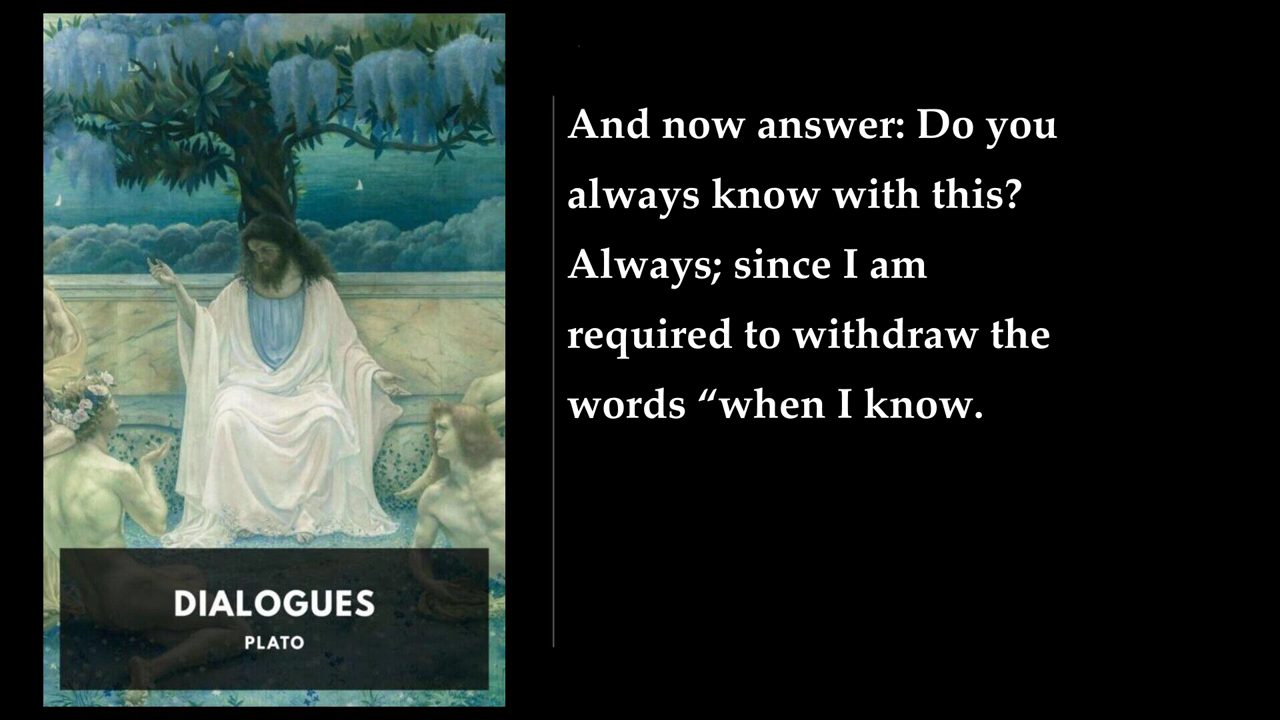 And now answer: Do you
always know with this?
Always; since I am
required to withdraw the
words “when I know.
DIALOGUES
PLATO